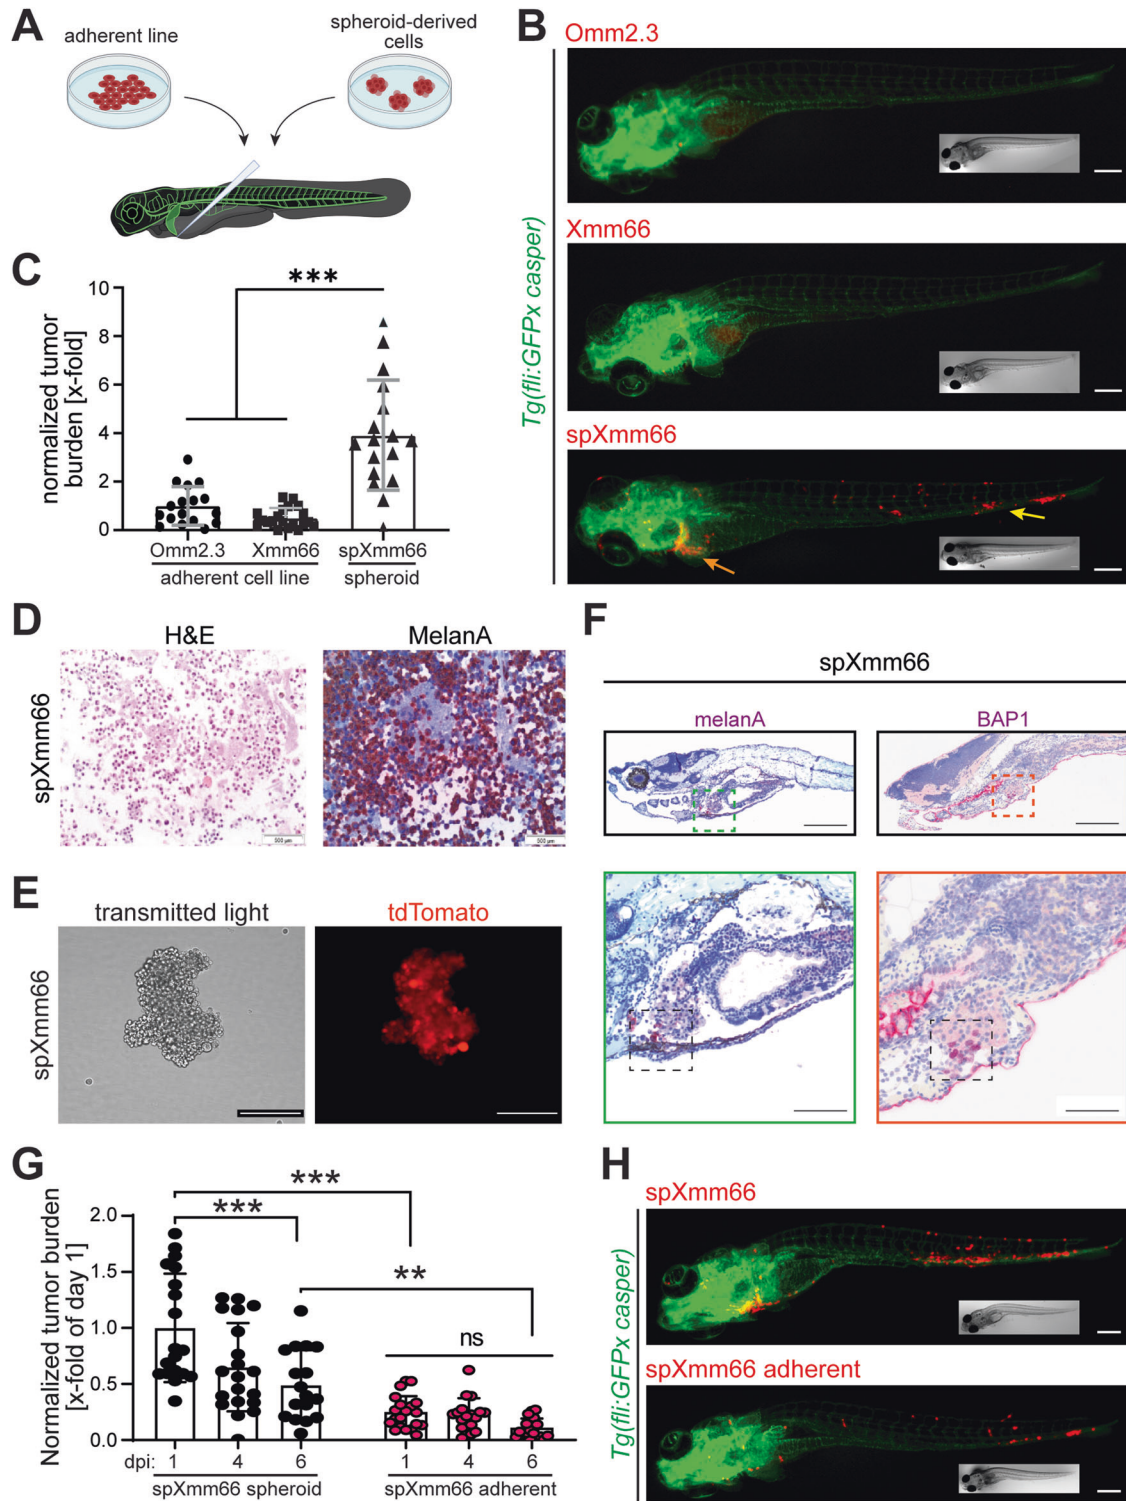 A
adherent line
spheroid-derived
cells
B
Omm2.3
Xmm66
spXmm66
Tg(fli:GFPx casper)
C
***
normalized tumor
burden [x-fold]
10
8
6
4
2
0
Omm2.3
Xmm66
spXmm66
adherent cell line
spheroid
D
H&E
MelanA
spXmm66
500 µm
500 µm
E
transmitted light
tdTomato
spXmm66
F
spXmm66
melanA
BAP1
G
Normalized tumor burden
[x-fold of day 1]
***
***
**
ns
2.0
1.5
1.0
0.5
0.0
dpi: 1 4 6 1 4 6
spXmm66 spheroid
spXmm66 adherent
H
spXmm66
spXmm66 adherent
Tg(fli:GFPx casper)